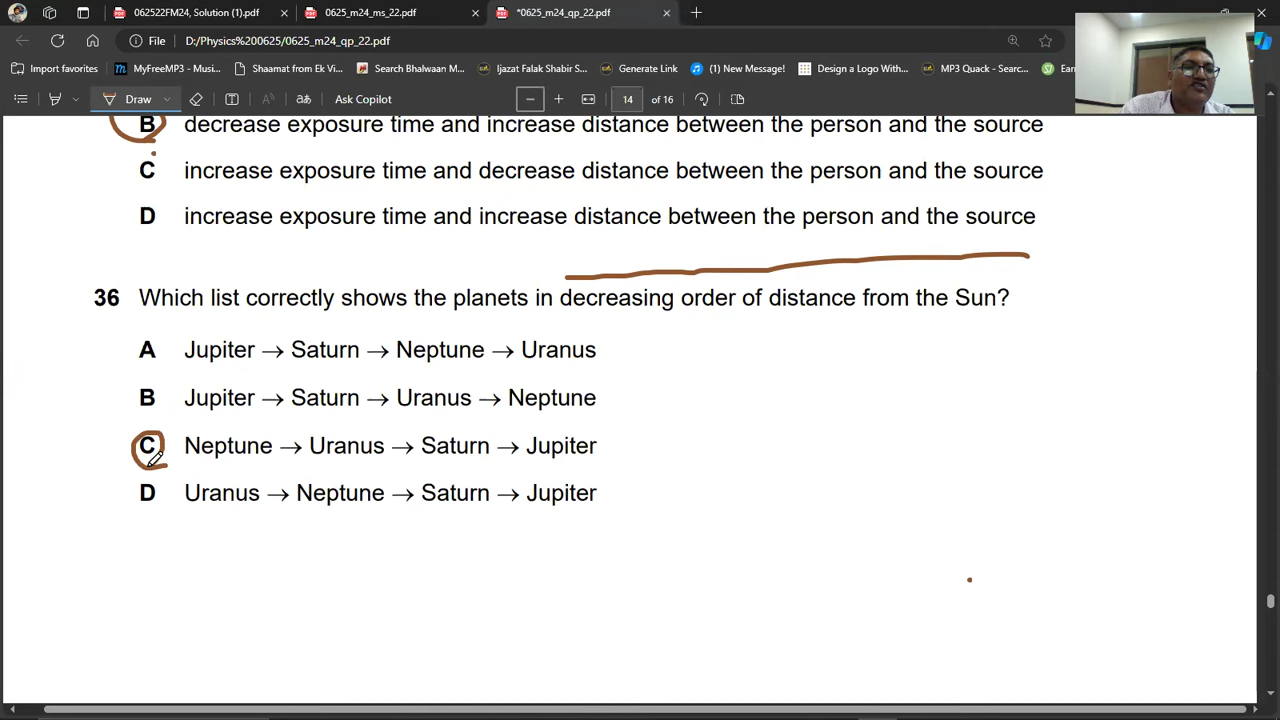 062522FM24, Solution (1).pdf
0625_m24_ms_22.pdf
*0625_m24_qp_22.pdf
File D:/Physics%200625/0625_m24_qp_22.pdf
Import favorites MyFreeMP3 - Musi... Shaamat from Ek Vi... Search Bhalwaan M... Ijazat Falak Shabir S... Generate Link (1) New Message! Design a Logo With... MP3 Quack - Searc... Earn
Draw Ask Copilot 14 of 16
B decrease exposure time and increase distance between the person and the source
C increase exposure time and decrease distance between the person and the source
D increase exposure time and increase distance between the person and the source
36 Which list correctly shows the planets in decreasing order of distance from the Sun?
A Jupiter → Saturn → Neptune → Uranus
B Jupiter → Saturn → Uranus → Neptune
C Neptune → Uranus → Saturn → Jupiter
D Uranus → Neptune → Saturn → Jupiter